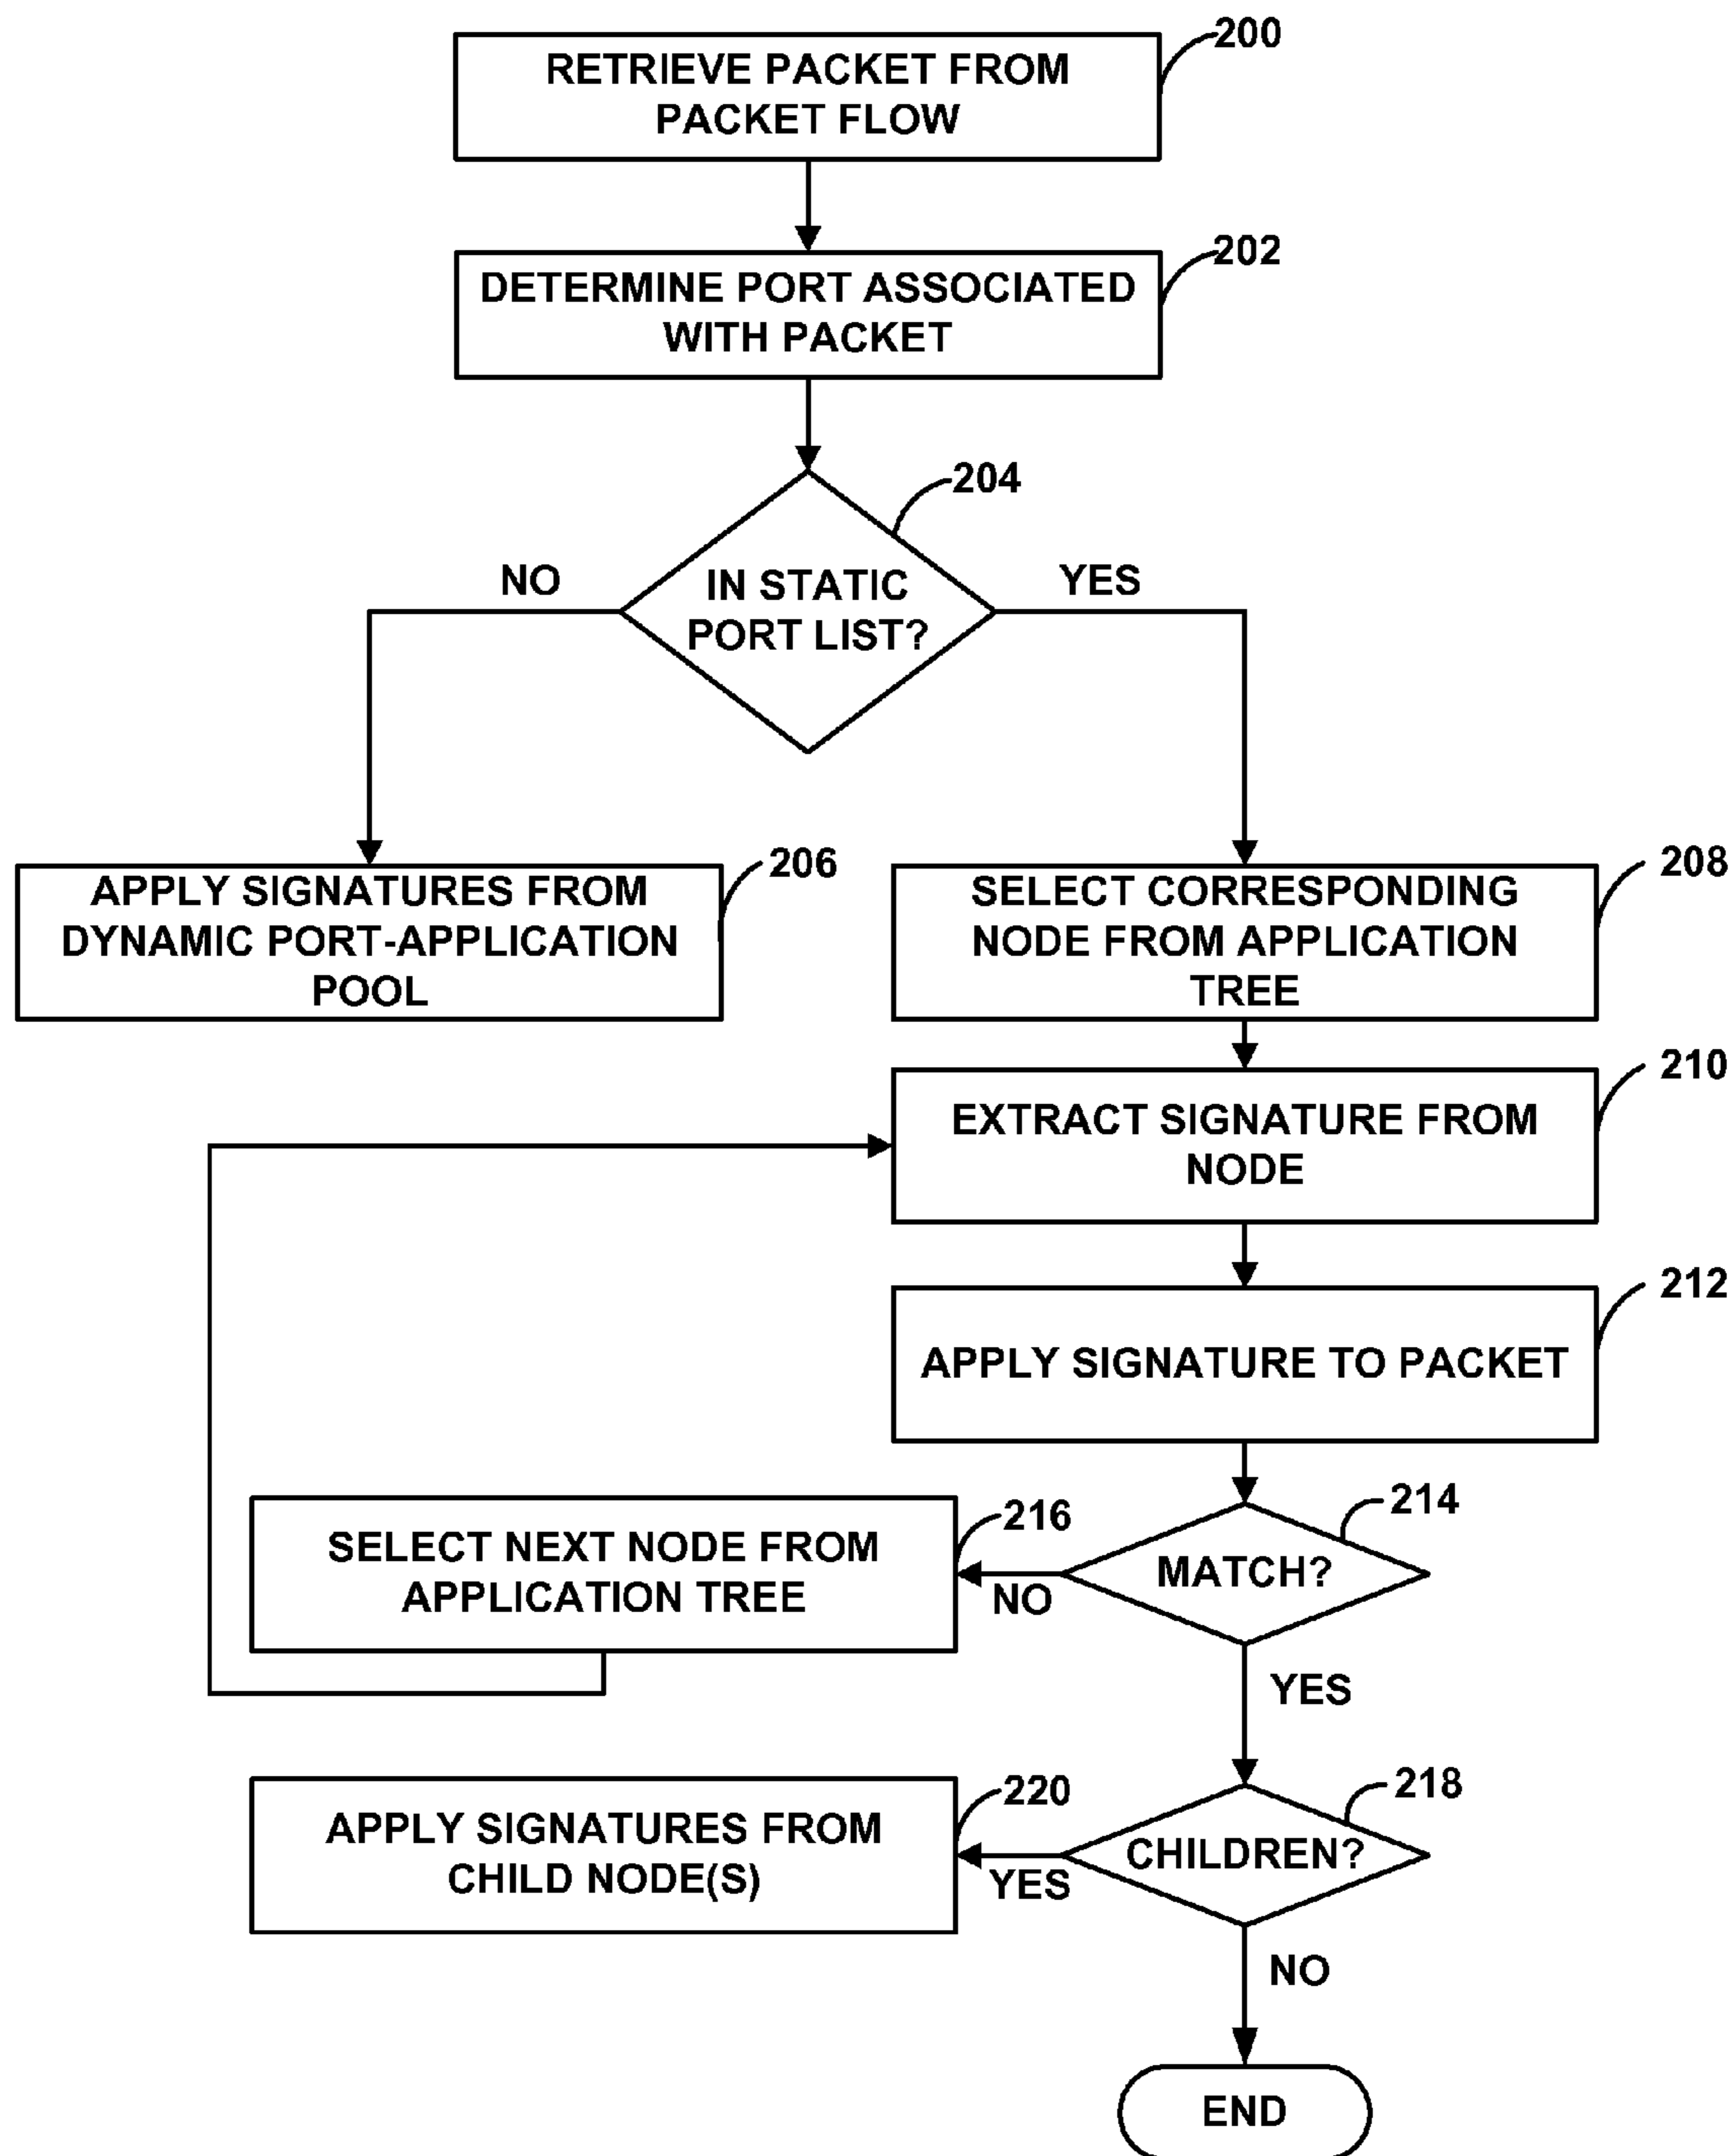 RETRIEVE PACKET FROM
PACKET FLOW
200
DETERMINE PORT ASSOCIATED
WITH PACKET
202
IN STATIC
PORT LIST?
204
NO
YES
APPLY SIGNATURES FROM
DYNAMIC PORT-APPLICATION
POOL
206
SELECT CORRESPONDING
NODE FROM APPLICATION
TREE
208
EXTRACT SIGNATURE FROM
NODE
210
APPLY SIGNATURE TO PACKET
212
MATCH?
214
NO
SELECT NEXT NODE FROM
APPLICATION TREE
216
YES
CHILDREN?
218
YES
APPLY SIGNATURES FROM
CHILD NODE(S)
220
NO
END